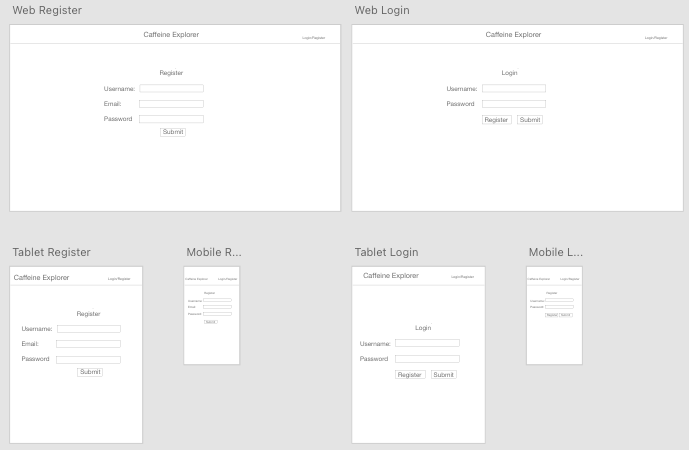 Web Register
Web Login
Caffeine Explorer
Login/Register
Register
Username:
Email:
Password
Submit
Caffeine Explorer
Login/Register
Login
Username:
Password
Register Submit
Tablet Register
Mobile R...
Tablet Login
Mobile L...
Caffeine Explorer Login/Register
Register
Username:
Email:
Password
Submit
Caffeine Explorer Login/Register
Register
Username:
Email:
Password
Submit
Caffeine Explorer Login/Register
Login
Username:
Password
Register Submit
Caffeine Explorer Login/Register
Register
Username:
Password
Register Submit